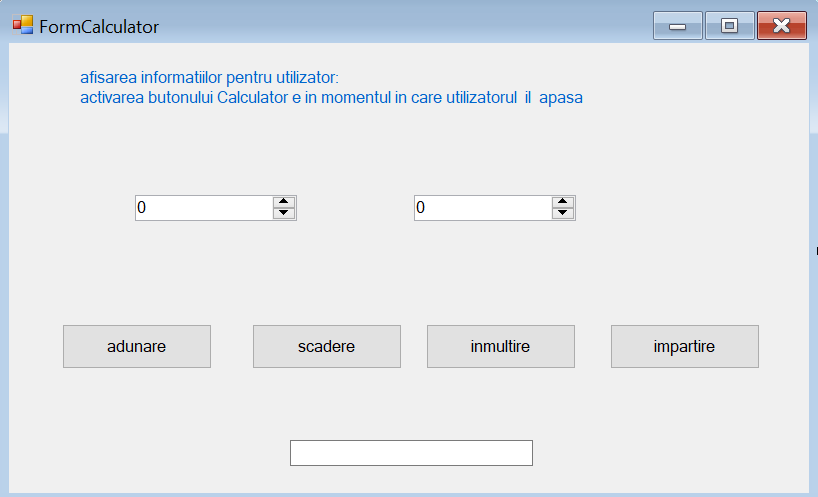 FormCalculator
afisarea informatiilor pentru utilizator:
activarea butonului Calculator e in momentul in care utilizatorul il apasa
0 0
adunare scadere inmultire impartire